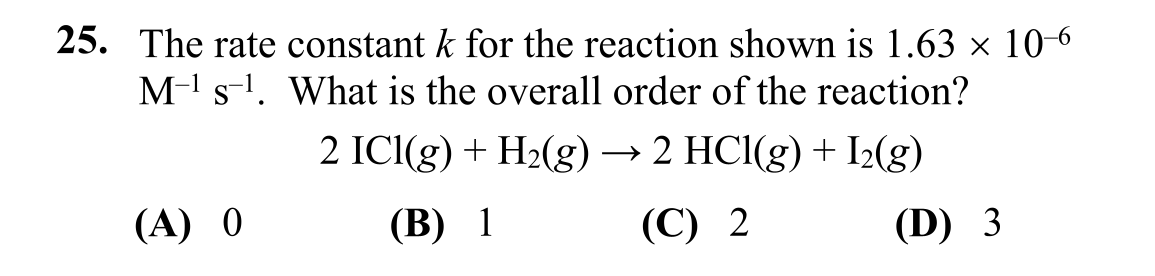 25. The rate constant k for the reaction shown is 1.63 × 10⁻⁶
M⁻¹ s⁻¹. What is the overall order of the reaction?
2 ICl(g) + H₂(g) → 2 HCl(g) + I₂(g)
(A) 0 (B) 1 (C) 2 (D) 3